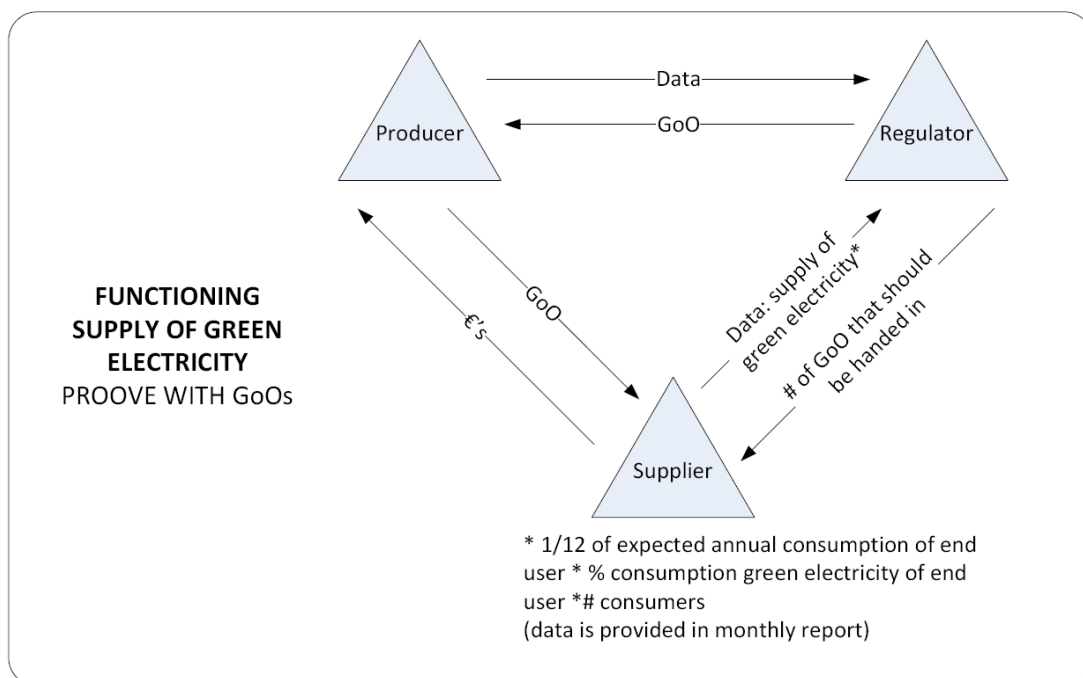 Data
GoO
Producer
Regulator
FUNCTIONING
SUPPLY OF GREEN
ELECTRICITY
PROOVE WITH GoOs
€'s
GoO
Data: supply of
green electricity*
# of GoO that should
be handed in
Supplier
* 1/12 of expected annual consumption of end
user * % consumption green electricity of end
user *# consumers
(data is provided in monthly report)